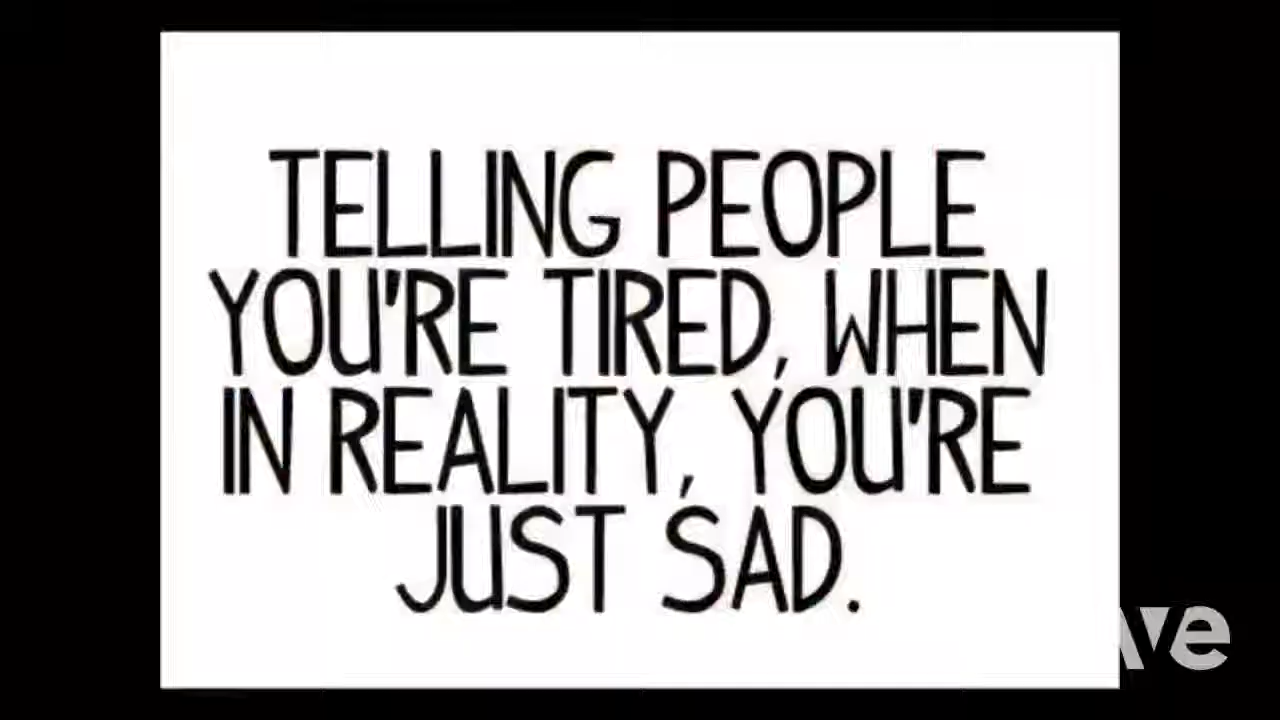 TELLING PEOPLE
YOU'RE TIRED, WHEN
IN REALITY, YOU'RE
JUST SAD.